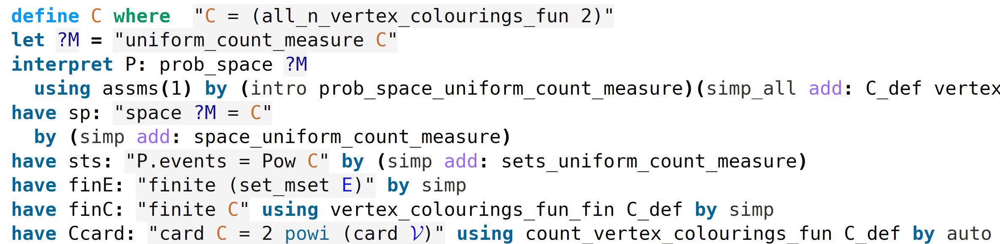 define C where "C = (all_n_vertex_colourings_fun 2)"
let ?M = "uniform_count_measure C"
interpret P: prob_space ?M
using assms(1) by (intro prob_space_uniform_count_measure)(simp_all add: C_def vertex
have sp: "space ?M = C"
by (simp add: space_uniform_count_measure)
have sts: "P.events = Pow C" by (simp add: sets_uniform_count_measure)
have finE: "finite (set_mset E)" by simp
have finC: "finite C" using vertex_colourings_fun_fin C_def by simp
have Ccard: "card C = 2 powi (card 𝒱)" using count_vertex_colourings_fun C_def by auto